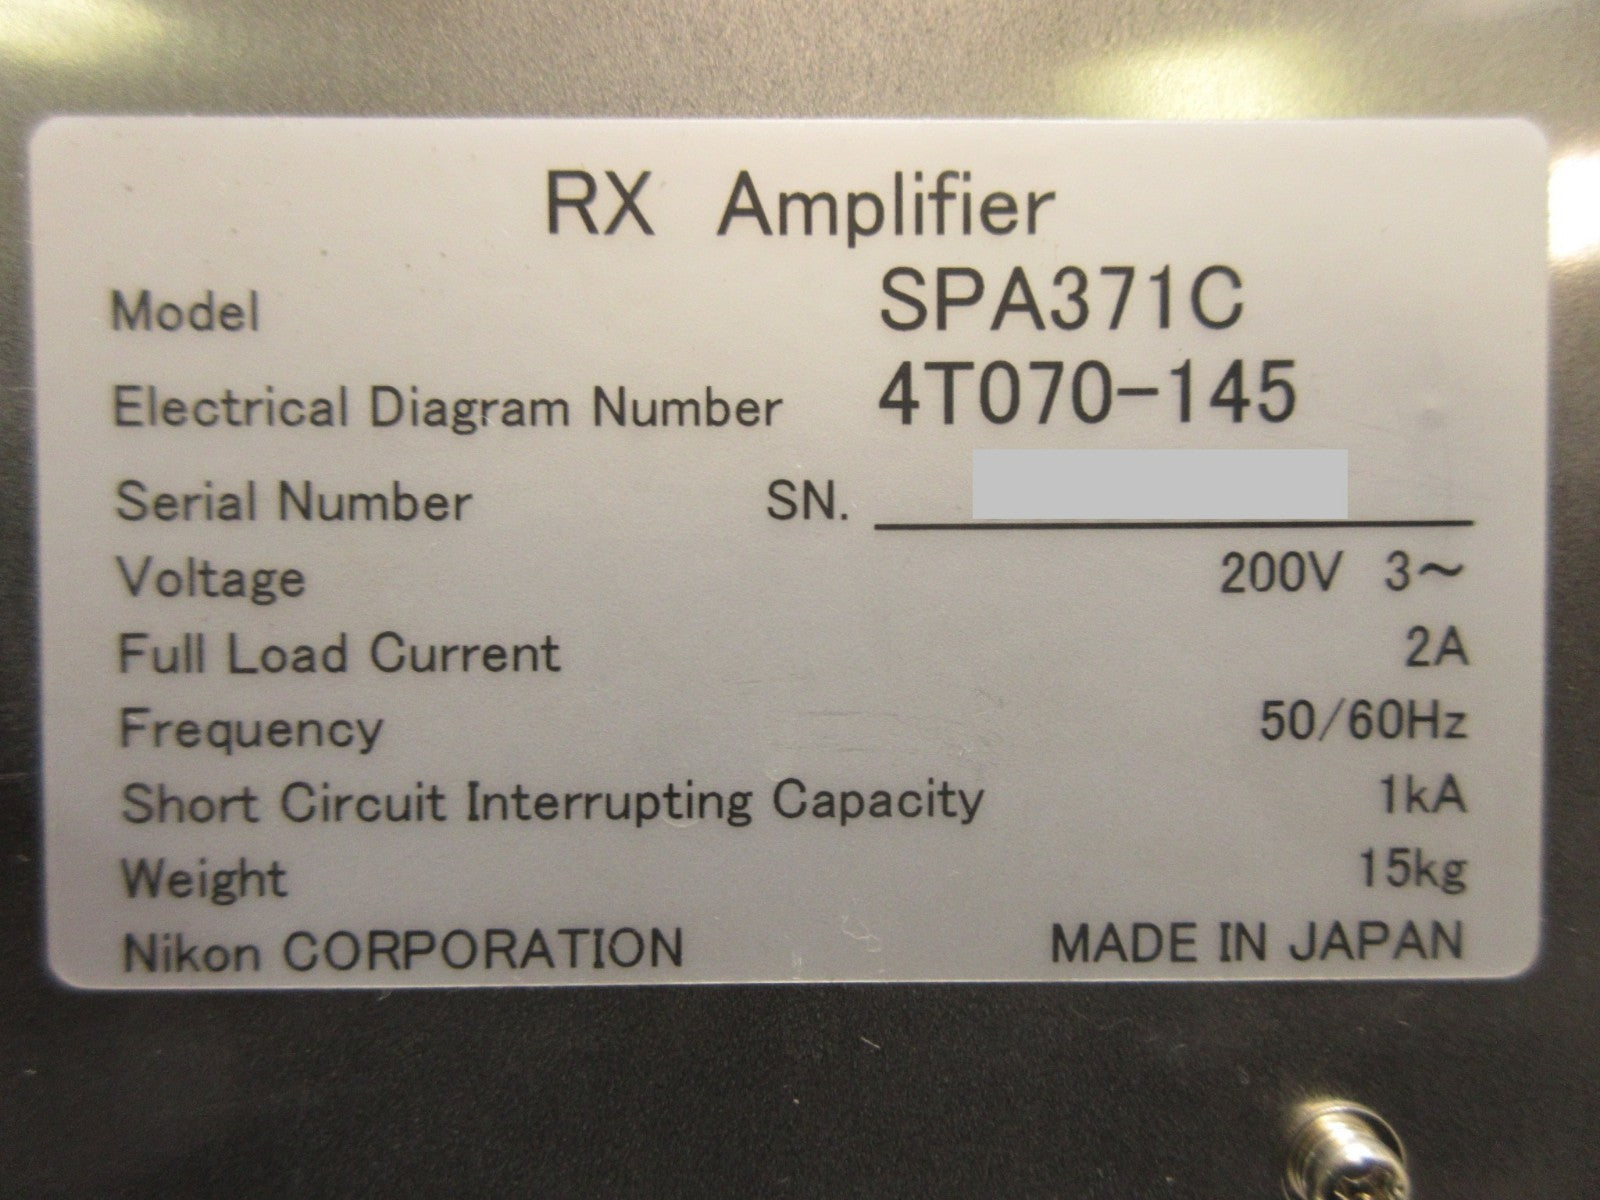 RX Amplifier
Model SPA371C
Electrical Diagram Number 4T070-145
Serial Number SN.
Voltage 200V 3~
Full Load Current 2A
Frequency 50/60Hz
Short Circuit Interrupting Capacity 1kA
Weight 15kg
Nikon CORPORATION MADE IN JAPAN